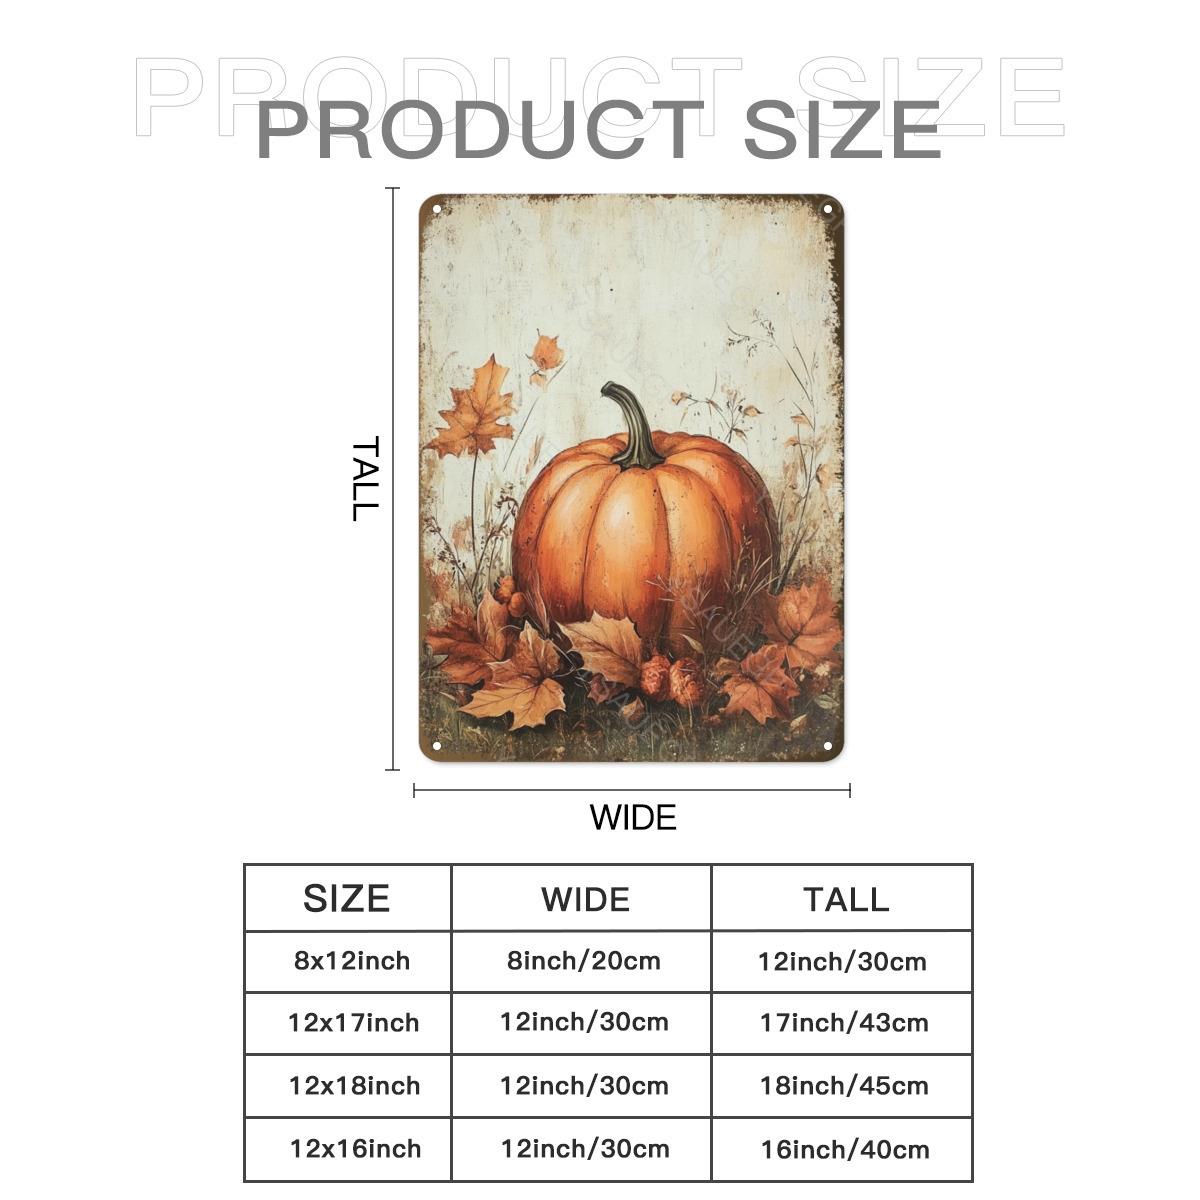 PRODUCT SIZE
PRODUCT SIZE
TALL
WIDE
SIZE WIDE TALL
8x12inch 8inch/20cm 12inch/30cm
12x17inch 12inch/30cm 17inch/43cm
12x18inch 12inch/30cm 18inch/45cm
12x16inch 12inch/30cm 16inch/40cm